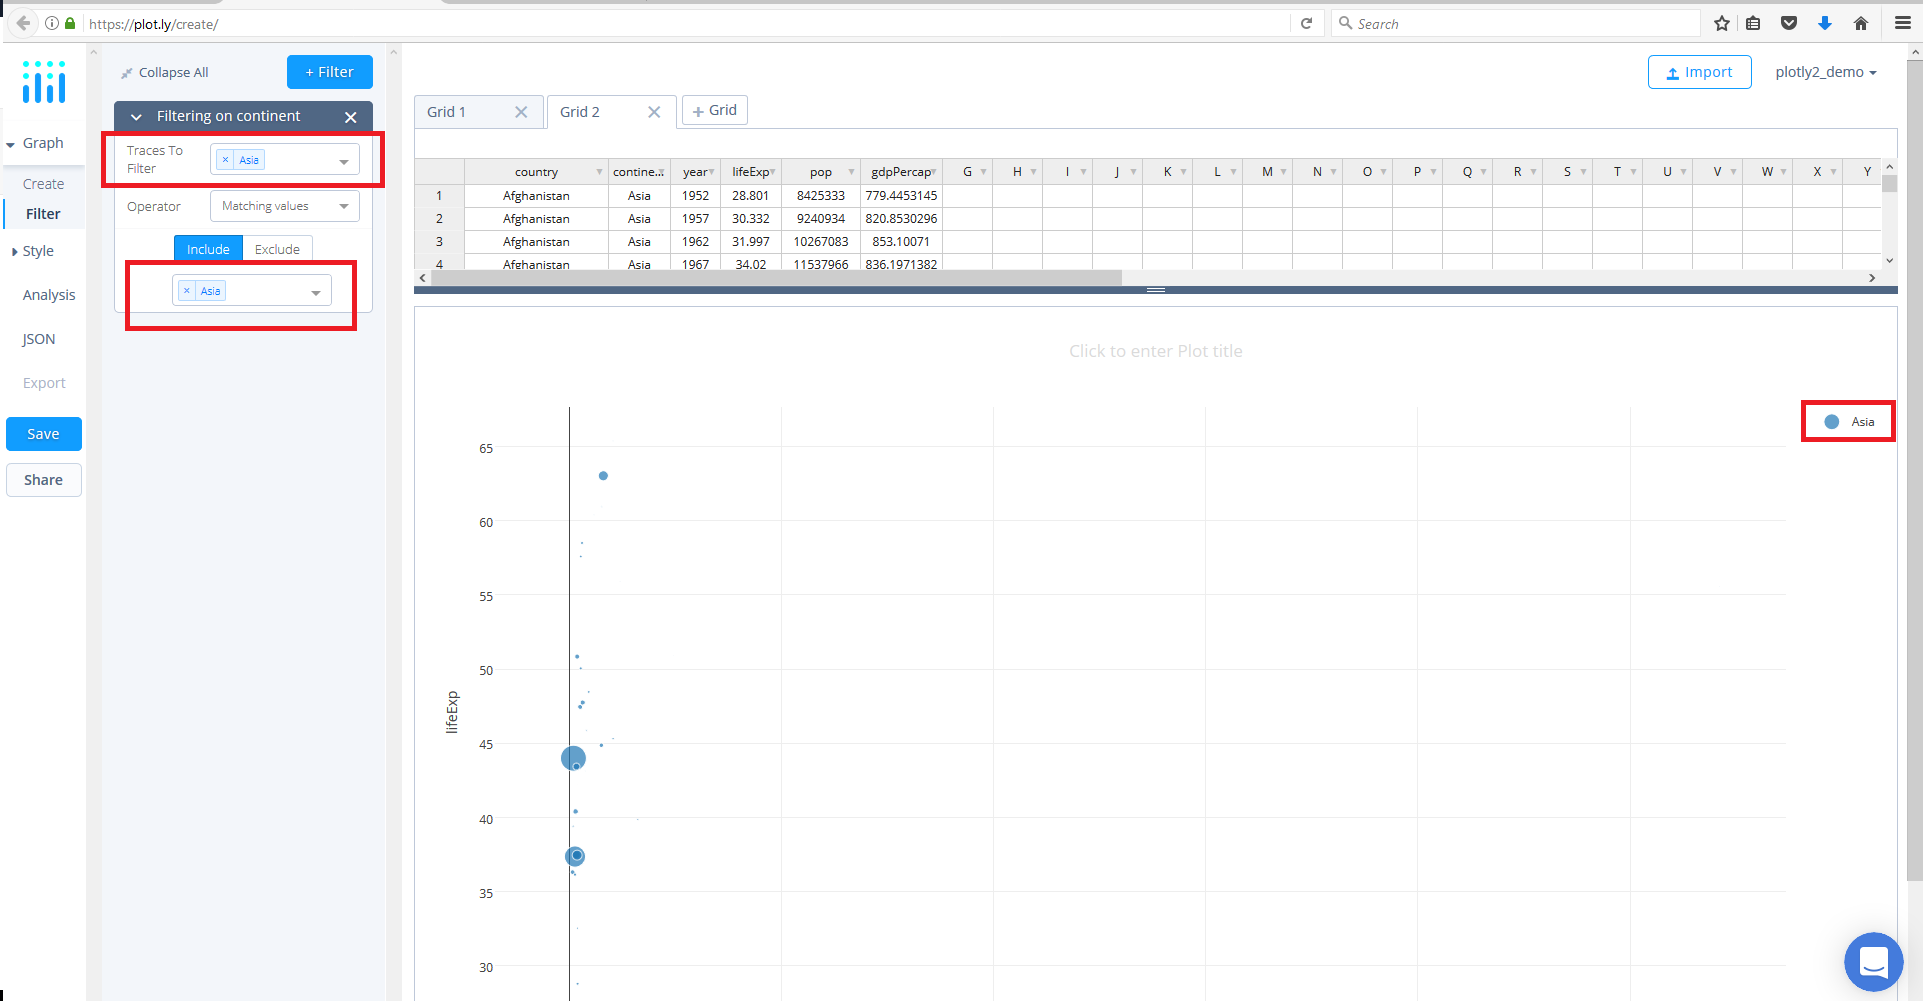 https://plot.ly/create/
Search
Collapse All
+ Filter
Import
plotly2_demo
Graph
Create
Filter
Style
Analysis
JSON
Export
Save
Share
Filtering on continent
Traces To
Filter
× Asia
Operator
Matching values
Include Exclude
× Asia
Grid 1
Grid 2
+ Grid
country contine... year lifeExp pop gdpPercap G H I J K L M N O P Q R S T U V W X Y
1 Afghanistan Asia 1952 28.801 8425333 779.4453145
2 Afghanistan Asia 1957 30.332 9240934 820.8530296
3 Afghanistan Asia 1962 31.997 10267083 853.10071
4 Afghanistan Asia 1967 34.02 11537966 836.1971382
Click to enter Plot title
Asia
65
60
55
50
45
40
35
30
lifeExp